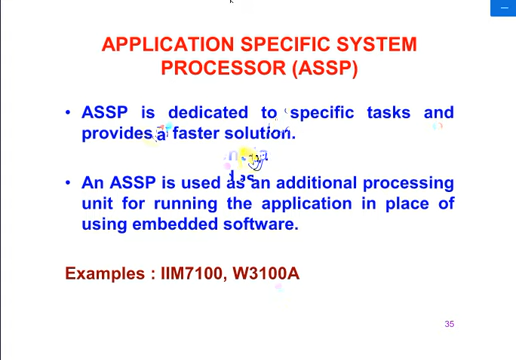 APPLICATION SPECIFIC SYSTEM
PROCESSOR (ASSP)
• ASSP is dedicated to specific tasks and
provides a faster solution.
• An ASSP is used as an additional processing
unit for running the application in place of
using embedded software.
Examples : IIM7100, W3100A
35